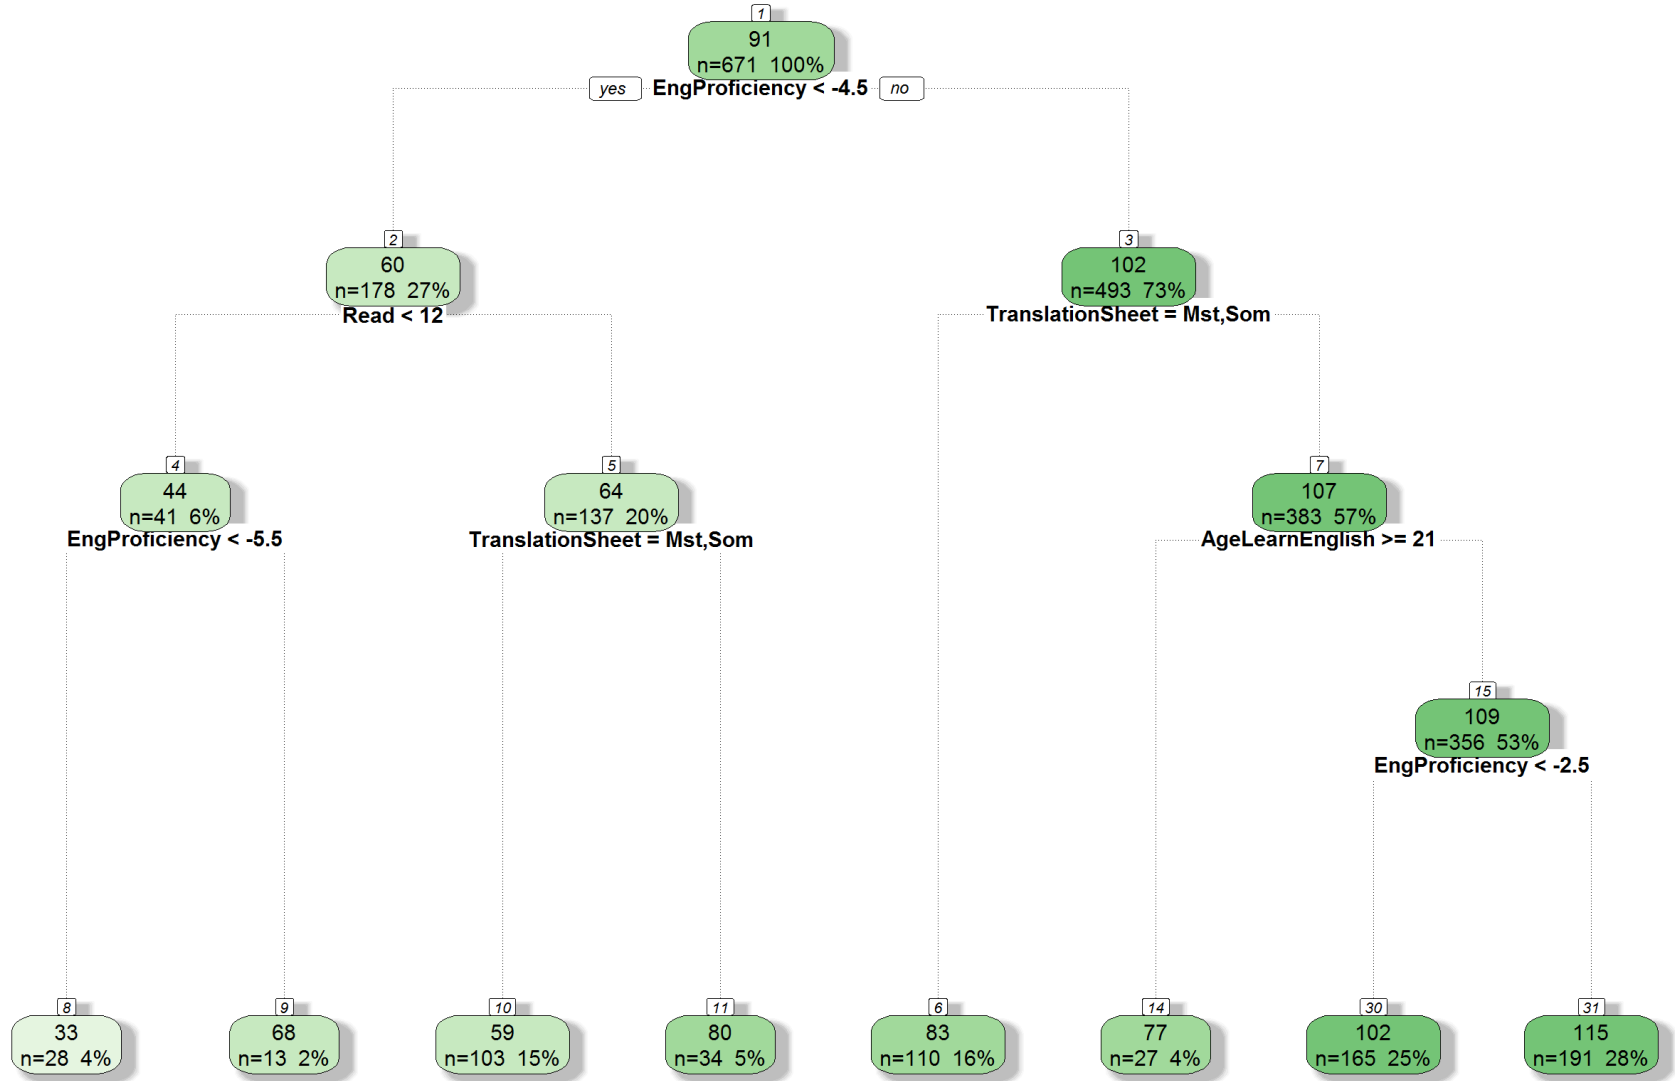 1
91
n=671 100%
yes EngProficiency < -4.5 no
2
60
n=178 27%
Read < 12
3
102
n=493 73%
TranslationSheet = Mst,Som
4
44
n=41 6%
EngProficiency < -5.5
5
64
n=137 20%
TranslationSheet = Mst,Som
7
107
n=383 57%
AgeLearnEnglish >= 21
15
109
n=356 53%
EngProficiency < -2.5
8
33
n=28 4%
9
68
n=13 2%
10
59
n=103 15%
11
80
n=34 5%
6
83
n=110 16%
14
77
n=27 4%
30
102
n=165 25%
31
115
n=191 28%